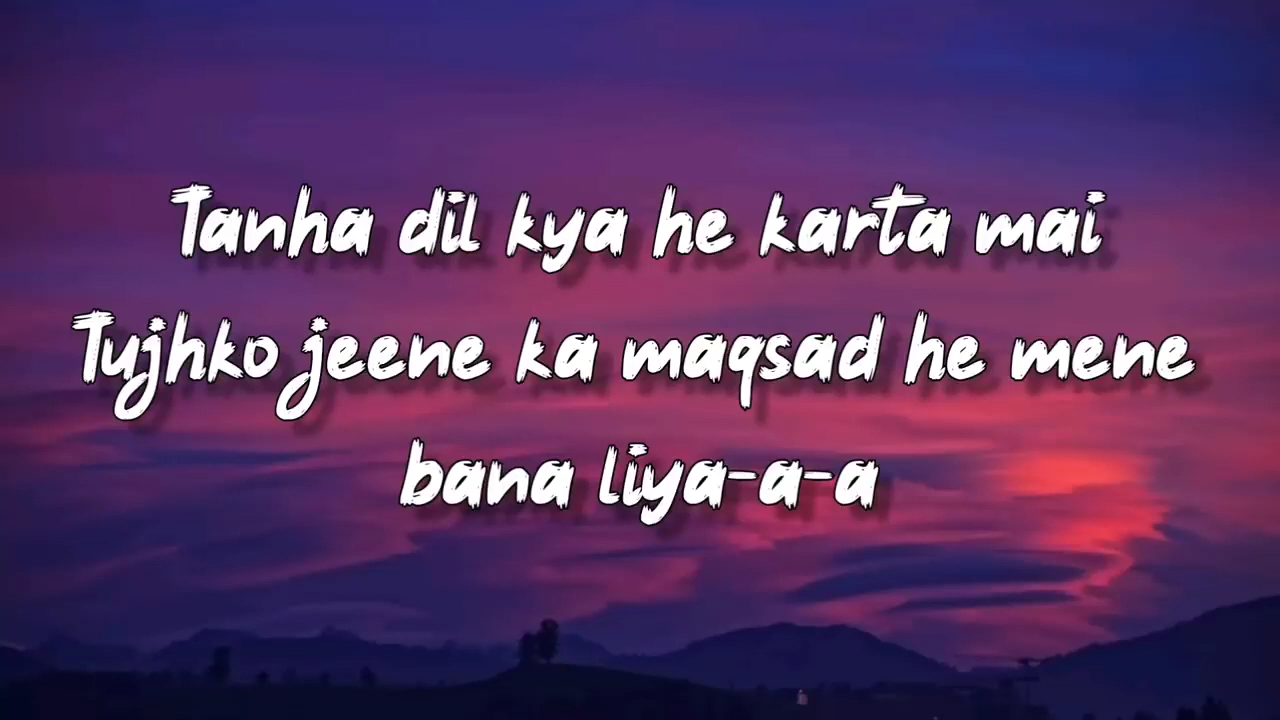 Tanha dil kya he karta mai
Tujhko jeene ka maqsad he mene
bana liya-a-a